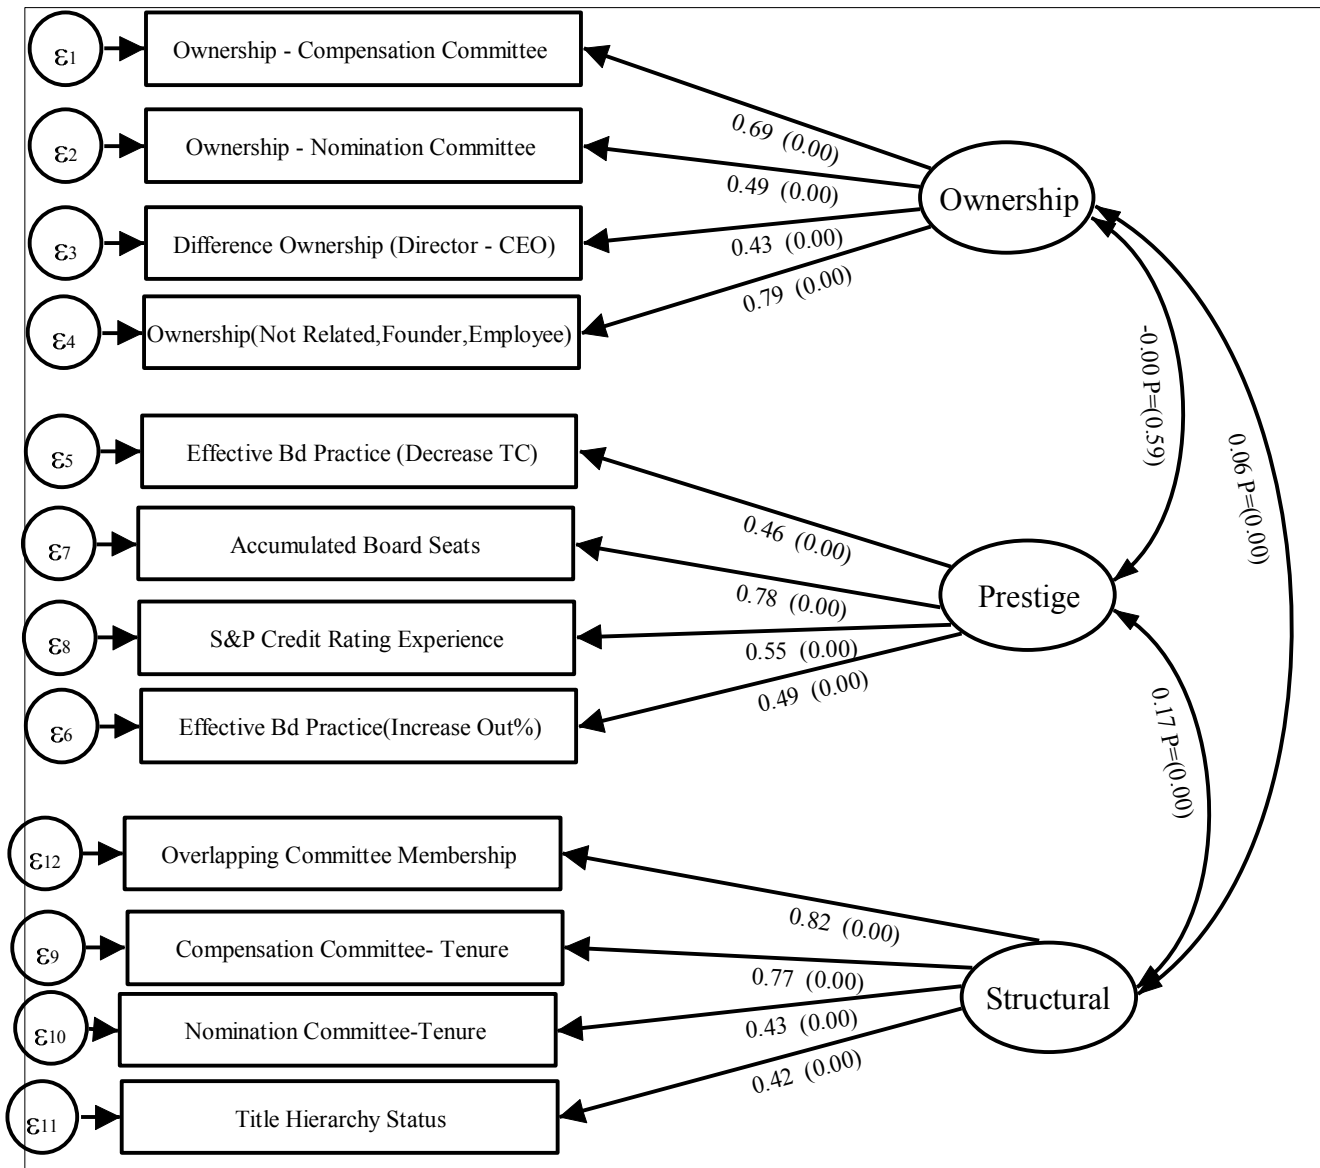 ε1
Ownership - Compensation Committee
0.69 (0.00)
ε2
Ownership - Nomination Committee
0.49 (0.00)
Ownership
ε3
Difference Ownership (Director - CEO)
0.43 (0.00)
ε4
Ownership(Not Related,Founder,Employee)
0.79 (0.00)
-0.00 P=(0.59)
0.06 P=(0.00)
ε5
Effective Bd Practice (Decrease TC)
0.46 (0.00)
ε7
Accumulated Board Seats
0.78 (0.00)
Prestige
ε8
S&P Credit Rating Experience
0.55 (0.00)
ε6
Effective Bd Practice(Increase Out%)
0.49 (0.00)
0.17 P=(0.00)
ε12
Overlapping Committee Membership
0.82 (0.00)
ε9
Compensation Committee- Tenure
0.77 (0.00)
Structural
ε10
Nomination Committee-Tenure
0.43 (0.00)
ε11
Title Hierarchy Status
0.42 (0.00)